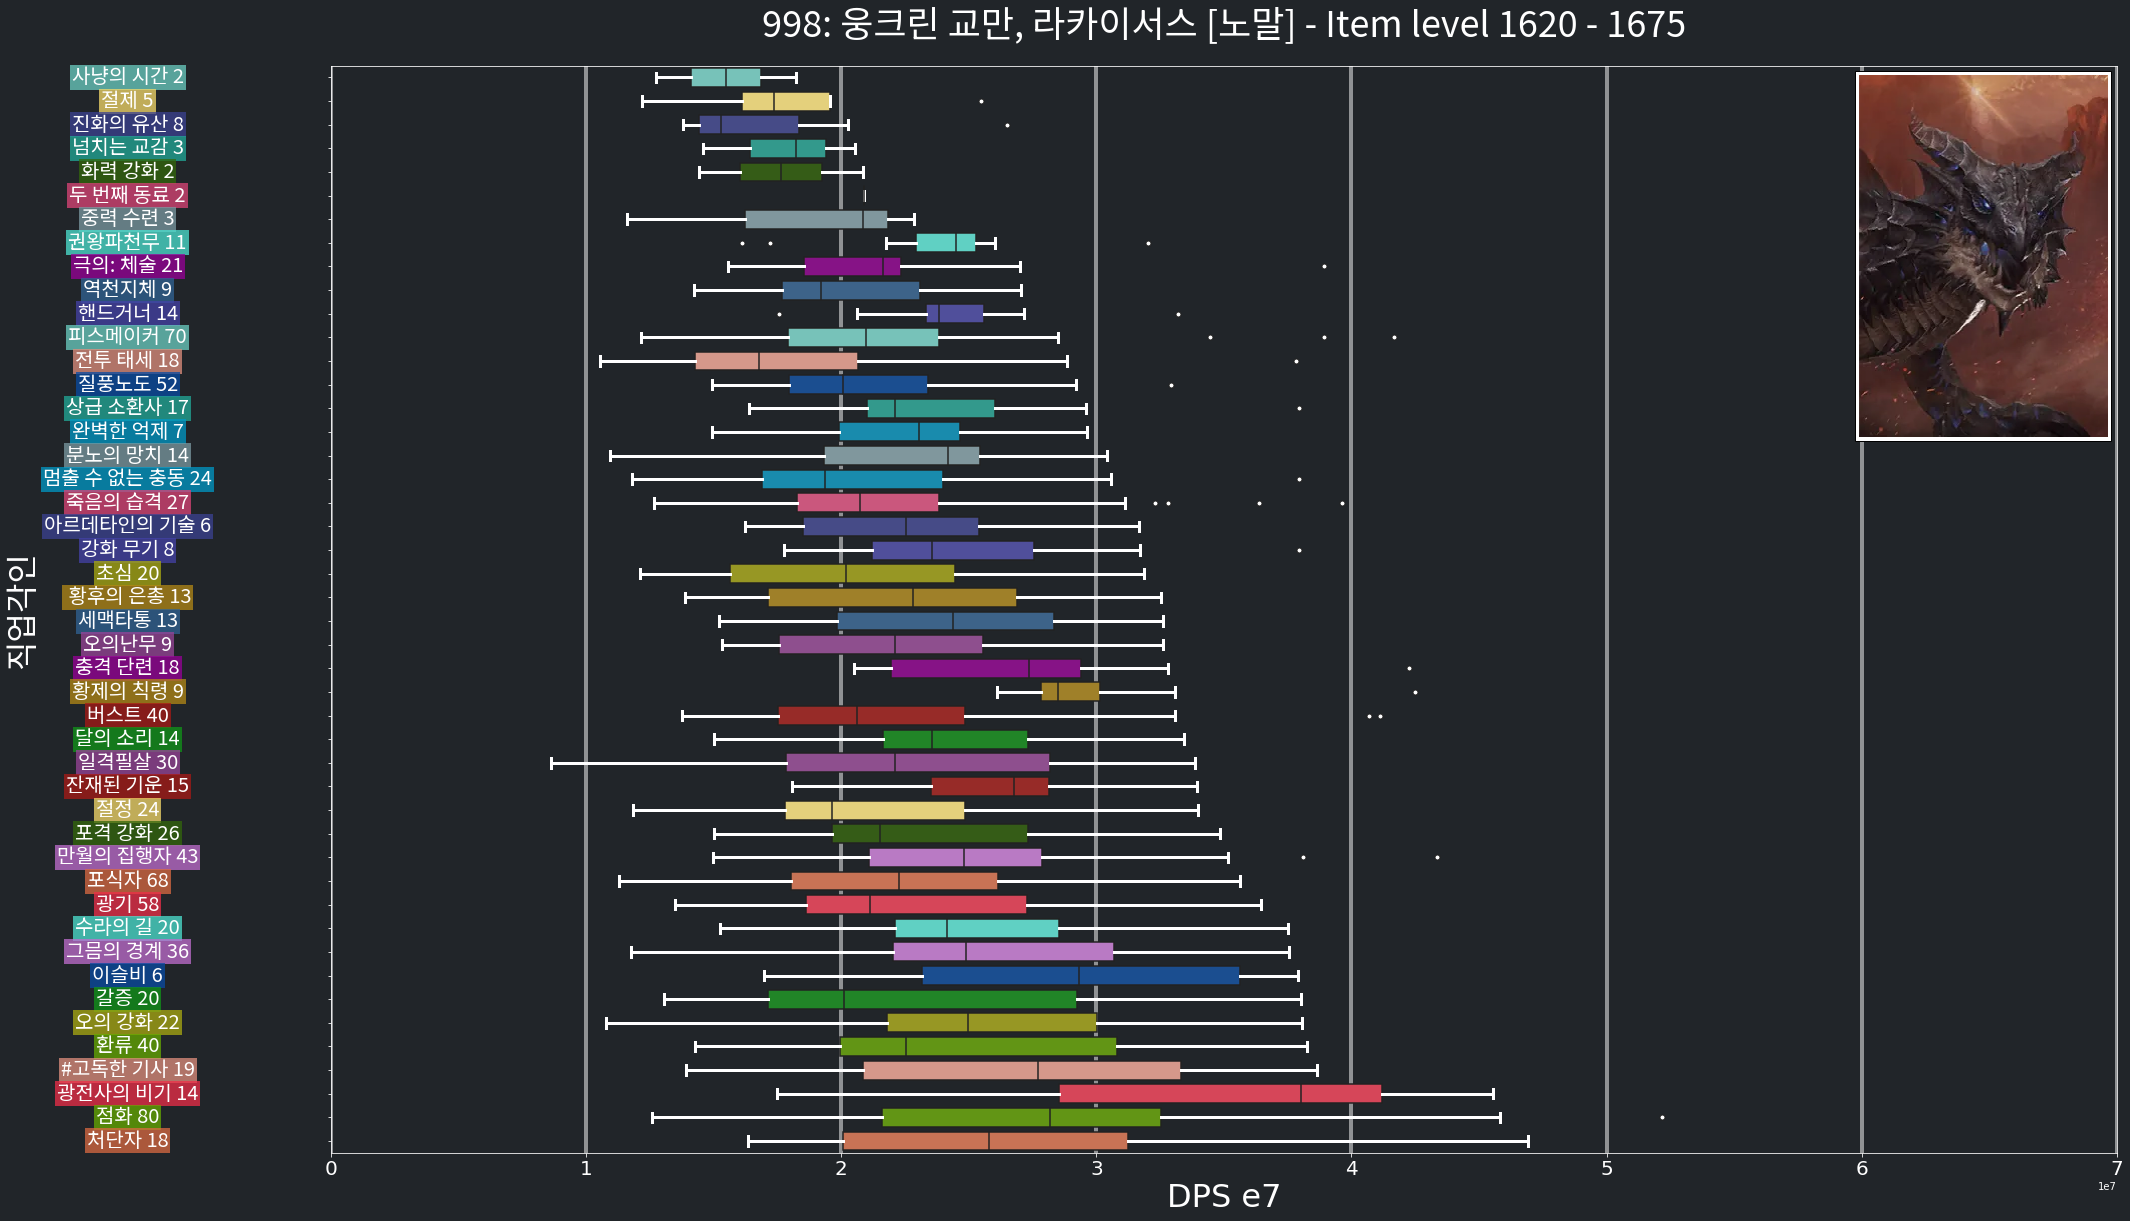 998: 웅크린 교만, 라카이서스 [노말] - Item level 1620 - 1675
직업각인
사냥의 시간 2
절제 5
진화의 유산 8
넘치는 교감 3
화력 강화 2
두 번째 동료 2
중력 수련 3
권왕파천무 11
극의: 체술 21
역천지체 9
핸드거너 14
피스메이커 70
전투 태세 18
질풍노도 52
상급 소환사 17
완벽한 억제 7
분노의 망치 14
멈출 수 없는 충동 24
죽음의 습격 27
아르데타인의 기술 6
강화 무기 8
초심 20
황후의 은총 13
세맥타통 13
오의난무 9
충격 단련 18
황제의 칙령 9
버스트 40
달의 소리 14
일격필살 30
잔재된 기운 15
절정 24
포격 강화 26
만월의 집행자 43
포식자 68
광기 58
수라의 길 20
그믐의 경계 36
이슬비 6
갈증 20
오의 강화 22
환류 40
#고독한 기사 19
광전사의 비기 14
점화 80
처단자 18
0 1 2 3 4 5 6 7
1e7
DPS e7